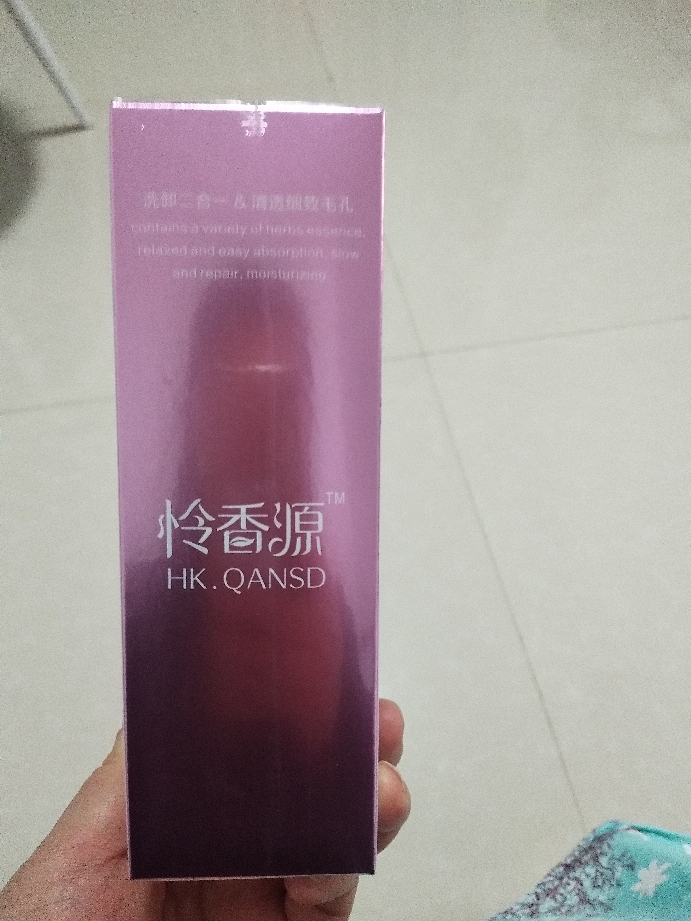 洗卸二合一 & 清透细致毛孔
contains a variety of herbs essence,
relaxed and easy absorption, slow
and repair, moisturizing
怜香源™
HK.QANSD